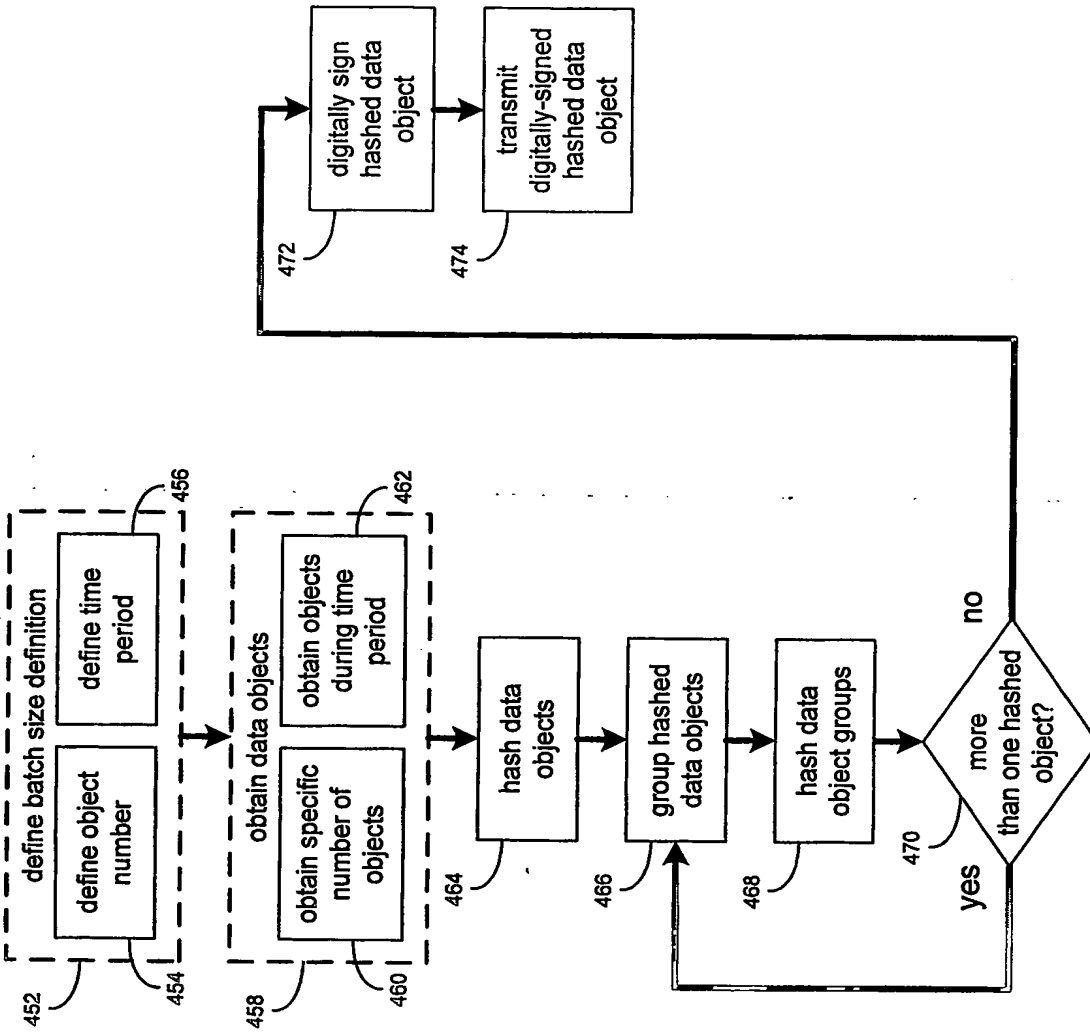 define batch size definition
define object
number
define time
period
452
454
456
obtain data objects
obtain specific
number of
objects
obtain objects
during time
period
458
460
462
hash data
objects
464
group hashed
data objects
466
hash data
object groups
468
more
than one hashed
object?
470
yes
no
digitally sign
hashed data
object
472
transmit
digitally-signed
hashed data
object
474